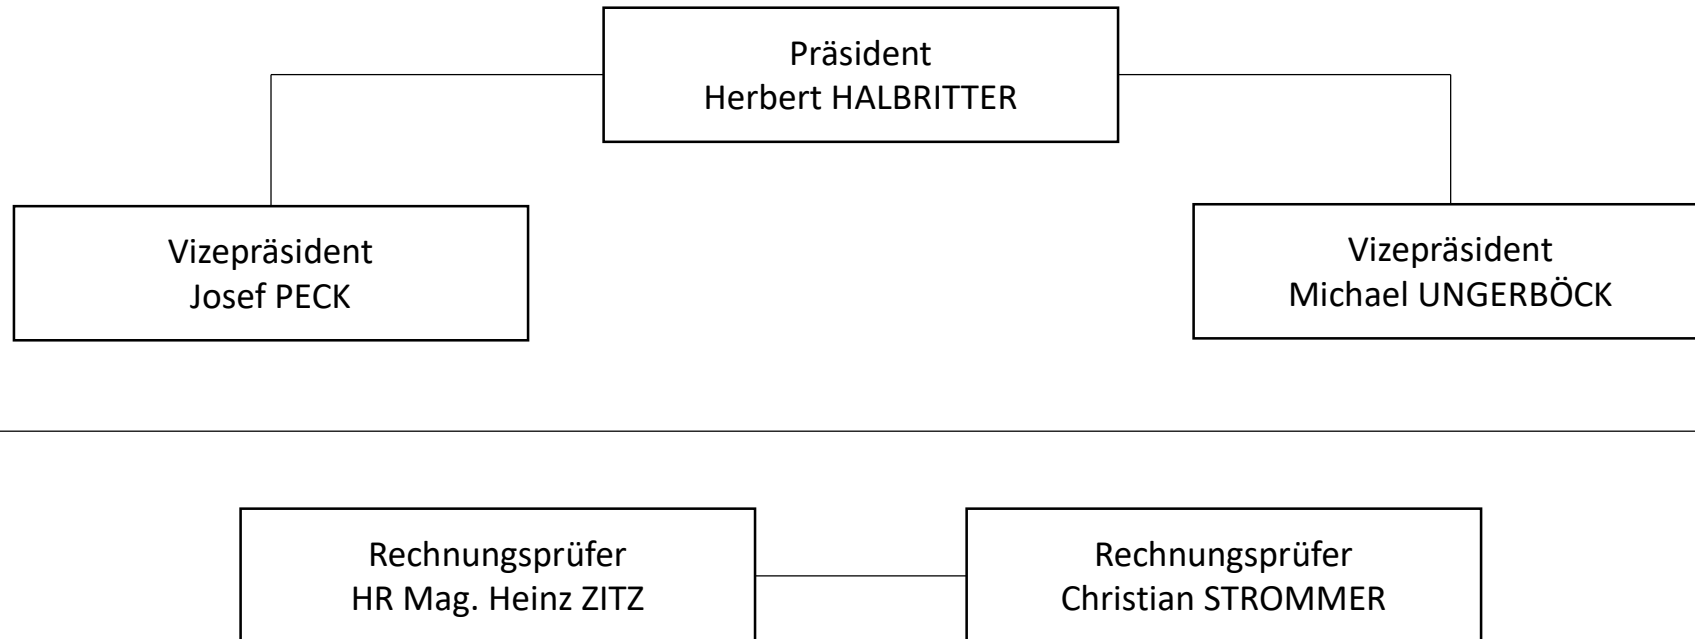 Präsident
Herbert HALBRITTER
Vizepräsident
Josef PECK
Vizepräsident
Michael UNGERBÖCK
Rechnungsprüfer
HR Mag. Heinz ZITZ
Rechnungsprüfer
Christian STROMMER